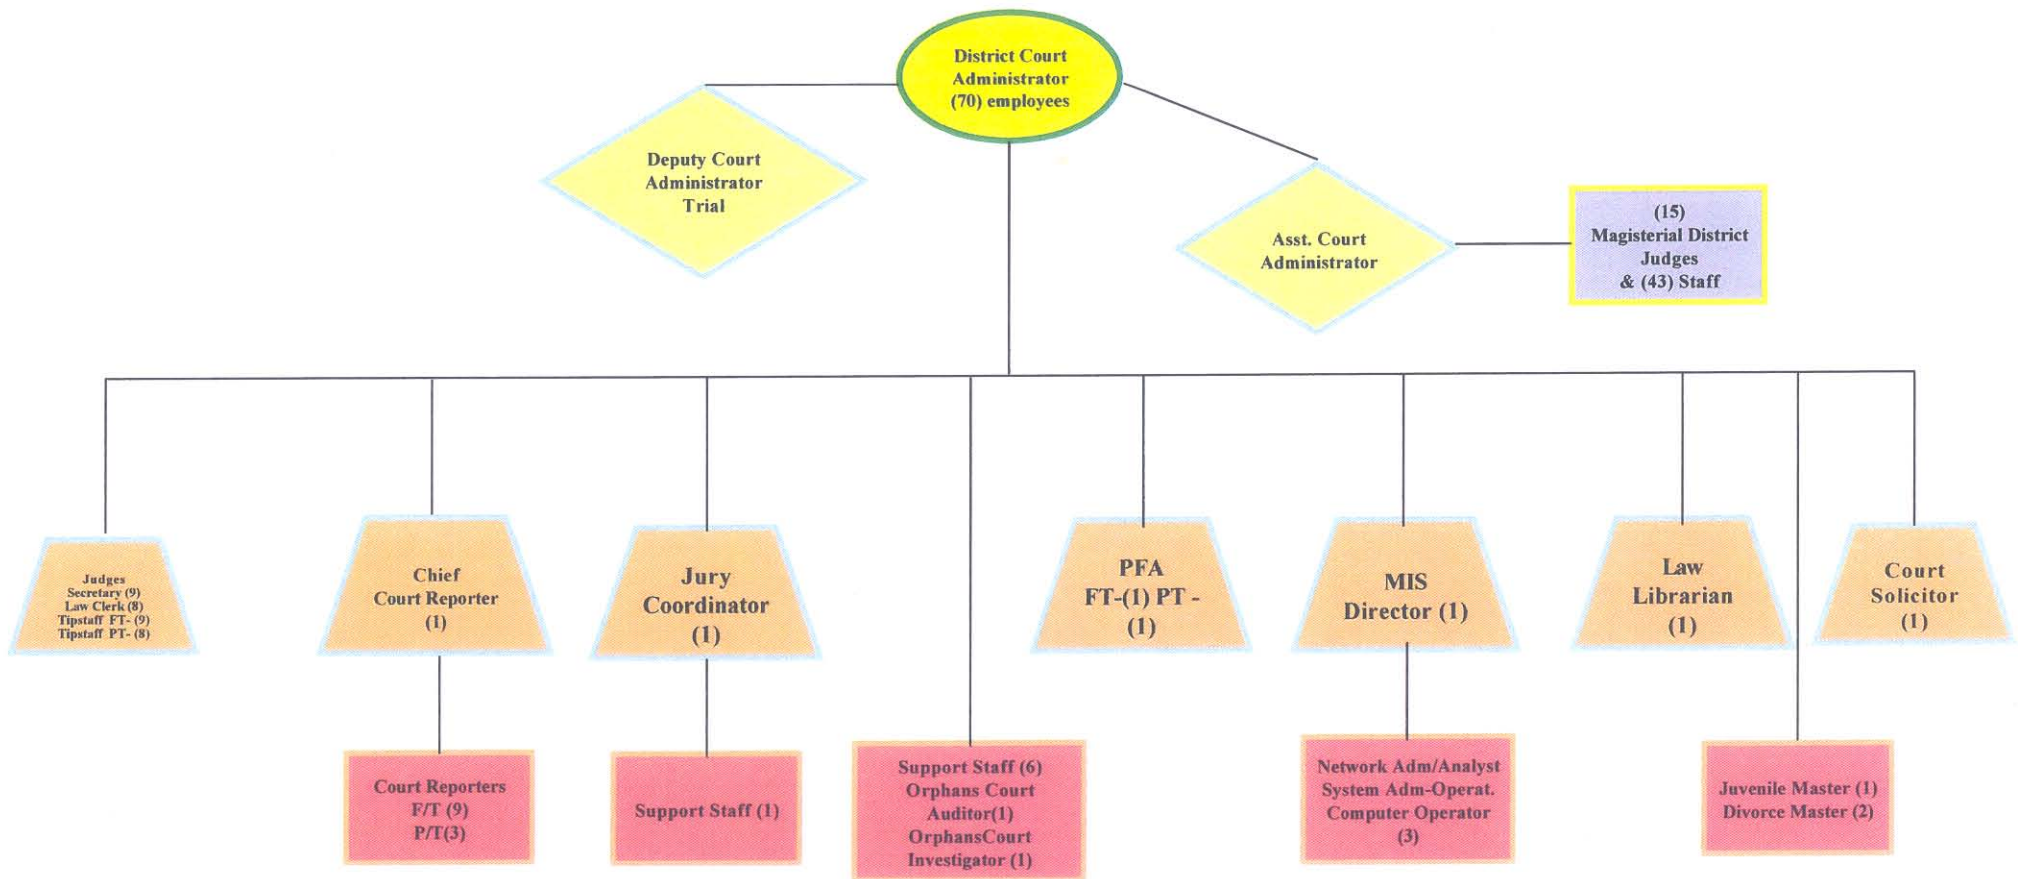 District Court
Administrator
(70) employees
Deputy Court
Administrator
Trial
Asst. Court
Administrator
(15)
Magisterial District
Judges
& (43) Staff
Judges
Secretary (9)
Law Clerk (8)
Tipstaff FT- (9)
Tipstaff PT- (8)
Chief
Court Reporter
(1)
Jury
Coordinator
(1)
PFA
FT-(1) PT -
(1)
MIS
Director (1)
Law
Librarian
(1)
Court
Solicitor
(1)
Court Reporters
F/T (9)
P/T(3)
Support Staff (1)
Support Staff (6)
Orphans Court
Auditor(1)
OrphansCourt
Investigator (1)
Network Adm/Analyst
System Adm-Operat.
Computer Operator
(3)
Juvenile Master (1)
Divorce Master (2)